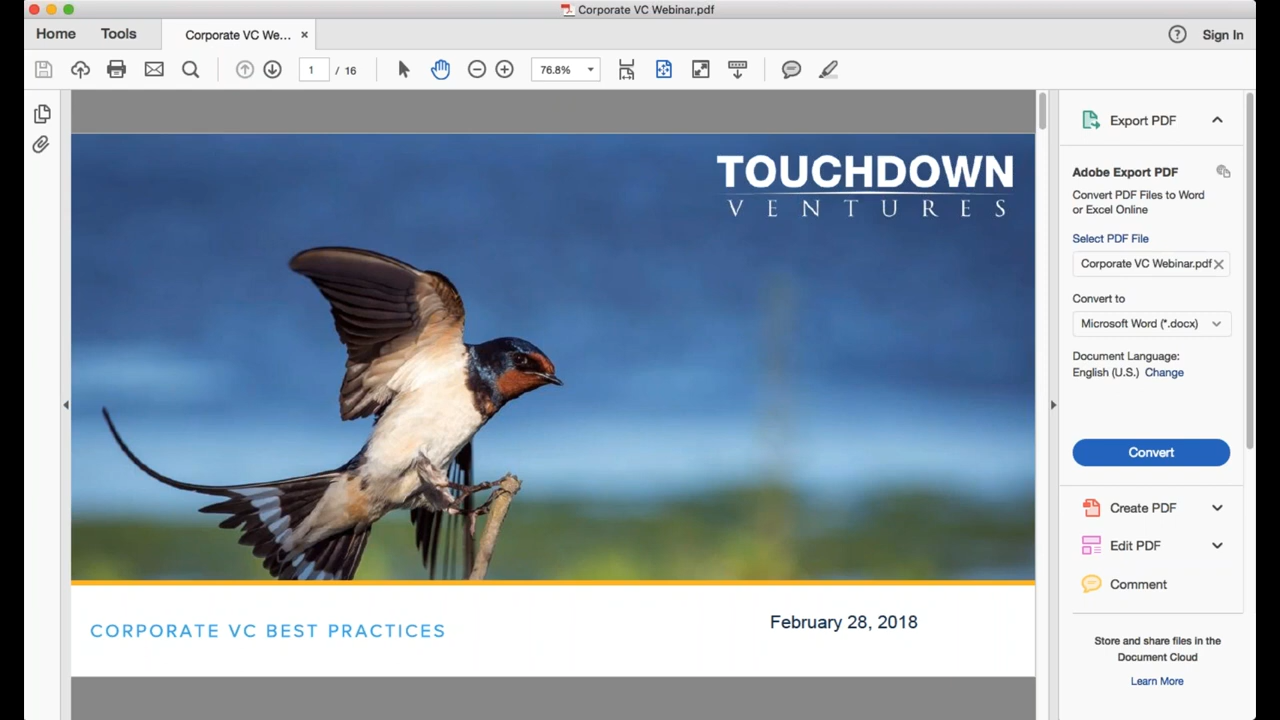 Corporate VC Webinar.pdf
Home
Tools
Corporate VC We...
×
?
Sign In
1
/ 16
76.8%
Export PDF
TOUCHDOWN
VENTURES
Adobe Export PDF
Convert PDF Files to Word
or Excel Online
Select PDF File
Corporate VC Webinar.pdf
Convert to
Microsoft Word (*.docx)
Document Language:
English (U.S.) Change
Convert
Create PDF
Edit PDF
Comment
CORPORATE VC BEST PRACTICES
February 28, 2018
Store and share files in the
Document Cloud
Learn More